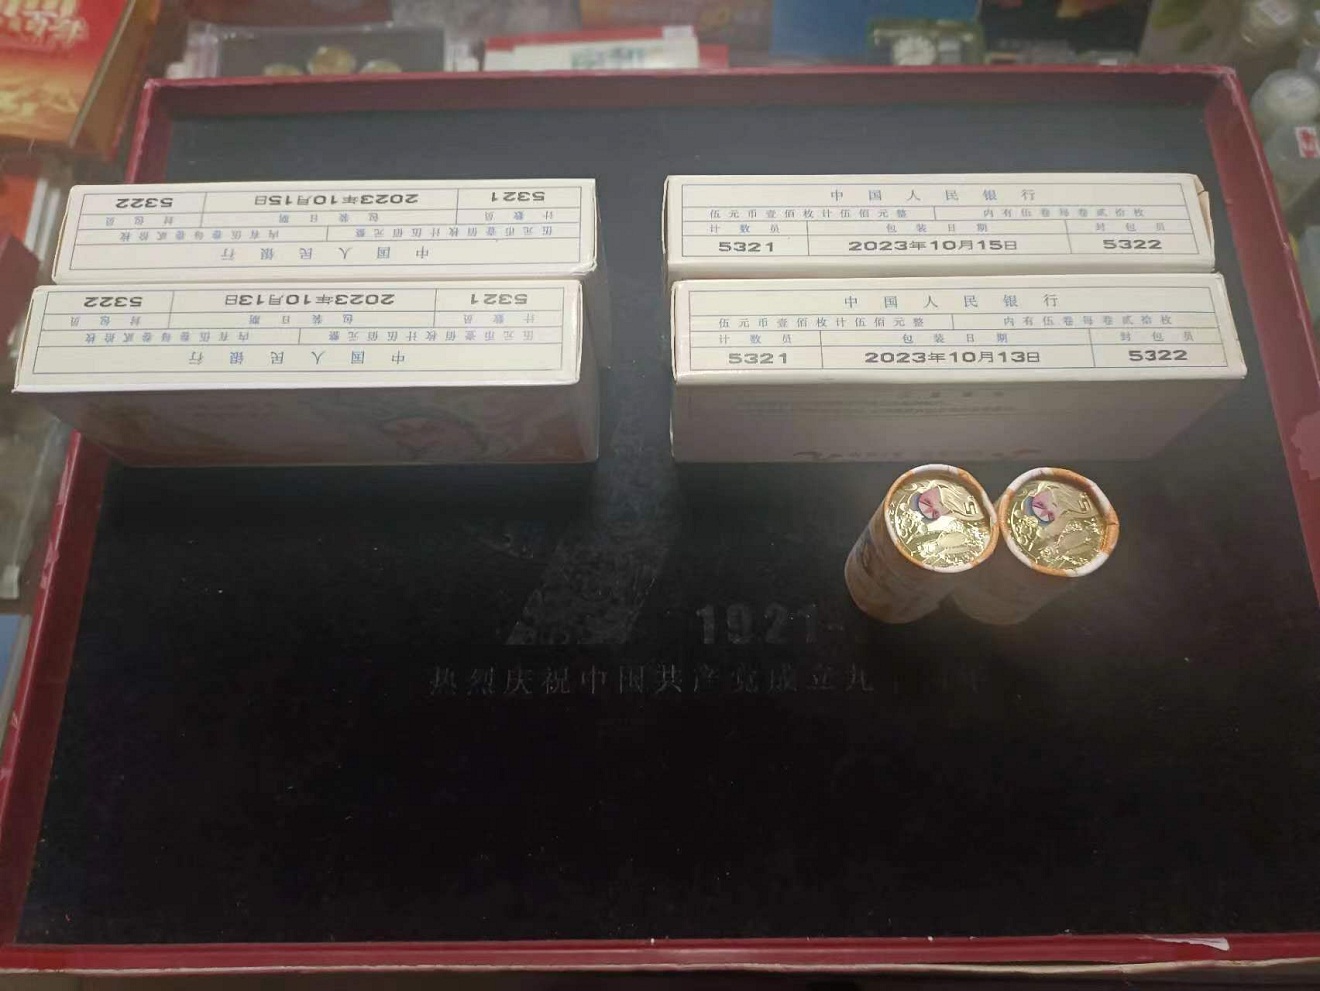 5321
2023年10月15日
5322
计数员
包装日期
封包员
伍元币壹佰枚计伍佰元整
内有伍卷每卷贰拾枚
中国人民银行
5321
2023年10月13日
5322
计数员
包装日期
封包员
伍元币壹佰枚计伍佰元整
内有伍卷每卷贰拾枚
中国人民银行
中国人民银行
伍元币壹佰枚计伍佰元整
内有伍卷每卷贰拾枚
计数员
包装日期
封包员
5321
2023年10月15日
5322
中国人民银行
伍元币壹佰枚计伍佰元整
内有伍卷每卷贰拾枚
计数员
包装日期
封包员
5321
2023年10月13日
5322
1921-
热烈庆祝中国共产党成立九